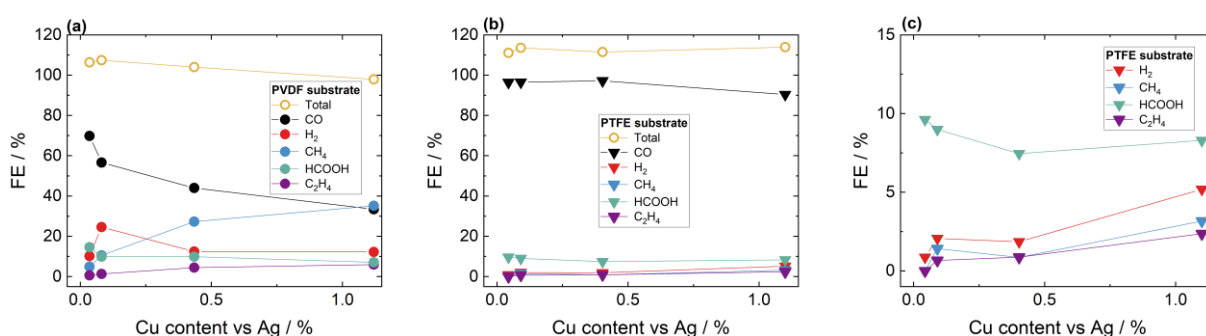 (a)
FE / %
120
100
80
60
40
20
0
PVDF substrate
Total
CO
H₂
CH₄
HCOOH
C₂H₄
0.0
0.5
1.0
Cu content vs Ag / %
(b)
FE / %
120
100
80
60
40
20
0
PTFE substrate
Total
CO
H₂
CH₄
HCOOH
C₂H₄
0.0
0.5
1.0
Cu content vs Ag / %
(c)
FE / %
15
10
5
0
PTFE substrate
H₂
CH₄
HCOOH
C₂H₄
0.0
0.5
1.0
Cu content vs Ag / %